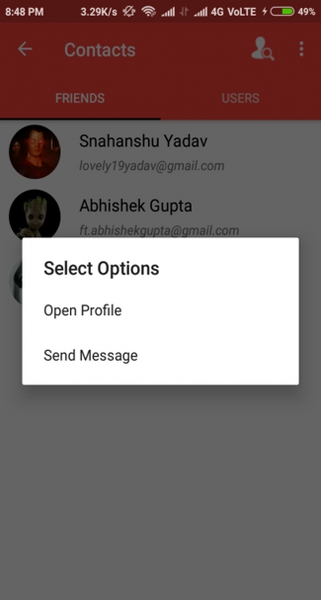 8:48 PM 3.29K/s 4G VoLTE 49%
Contacts
FRIENDS USERS
Snahanshu Yadav
lovely19yadav@gmail.com
Abhishek Gupta
ft.abhishekgupta@gmail.com
Select Options
Open Profile
Send Message